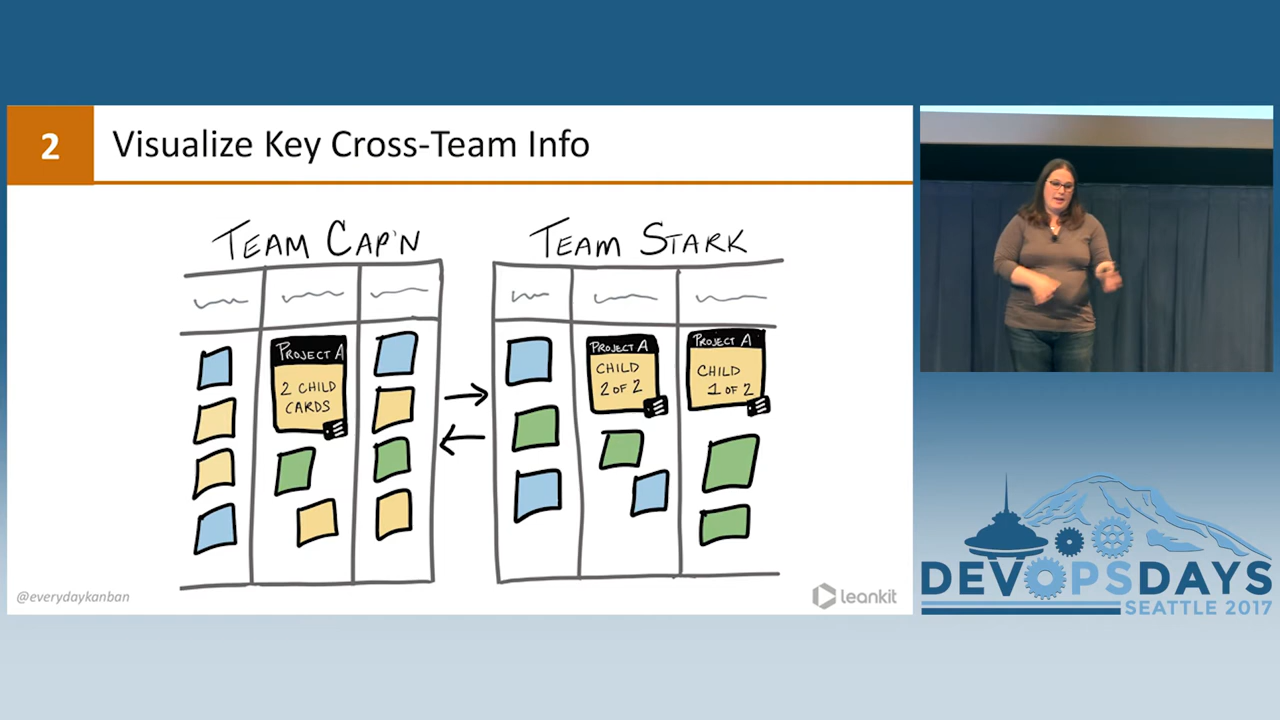 2
Visualize Key Cross-Team Info
TEAM CAP'N
TEAM STARK
PROJECT A
2 CHILD
CARDS
PROJECT A
CHILD
2 OF 2
PROJECT A
CHILD
1 OF 2
@everydaykanban
leankit
DEVOPSDAYS
SEATTLE 2017